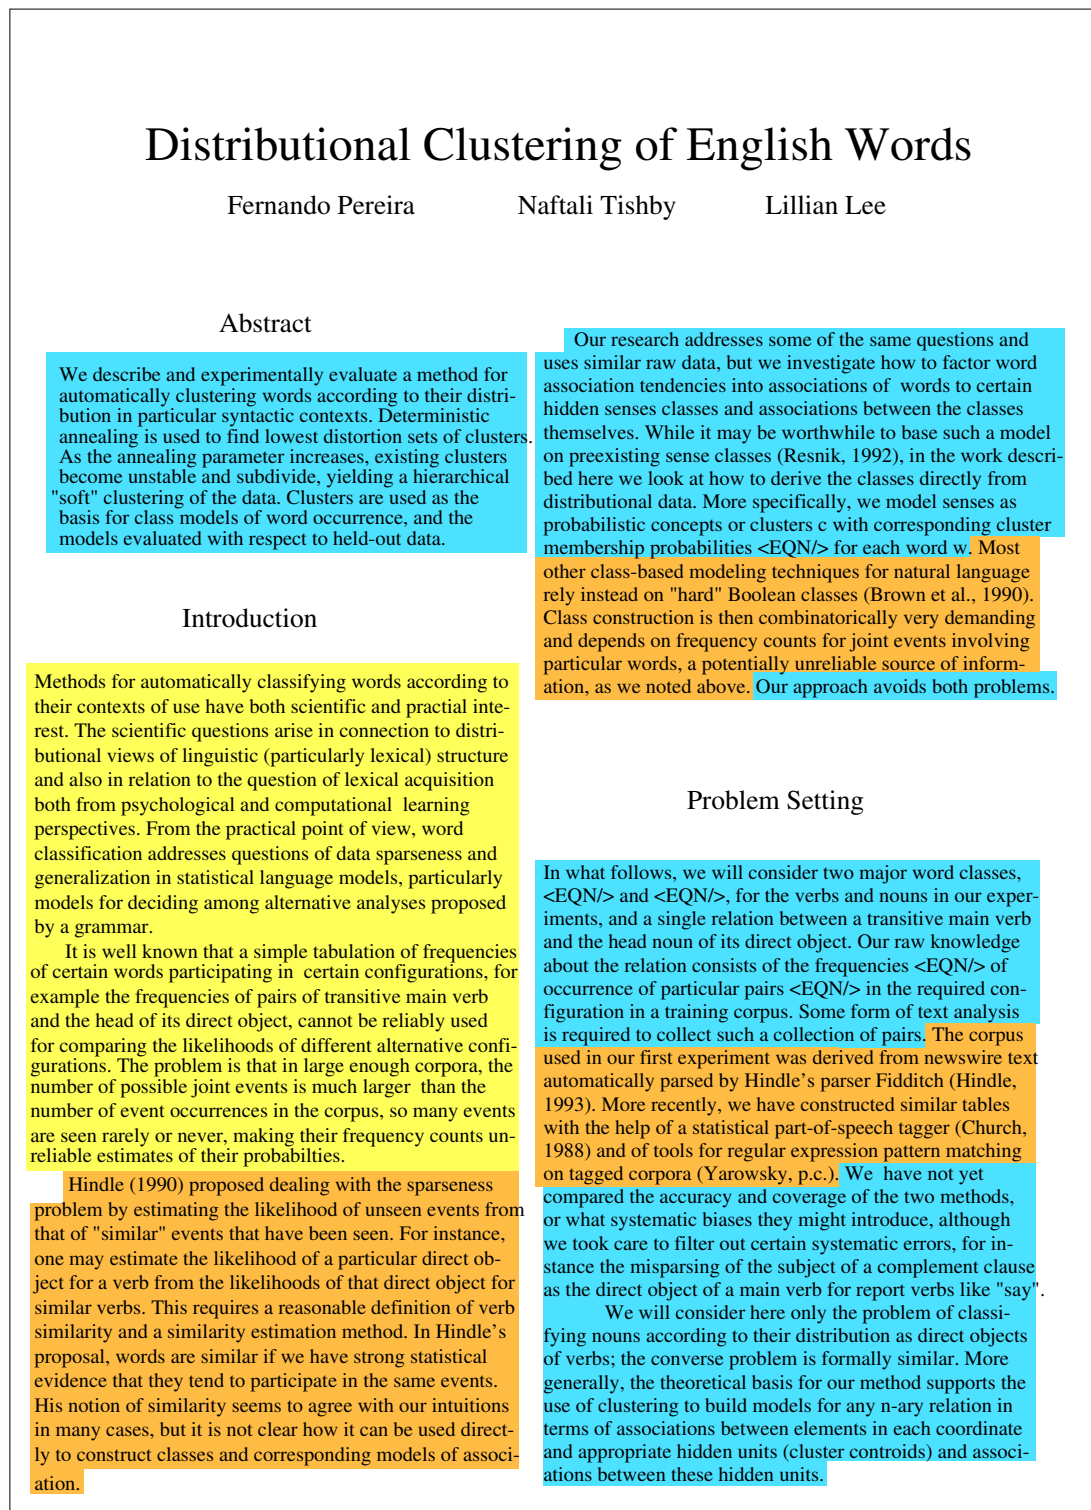 Distributional Clustering of English Words
Fernando Pereira Naftali Tishby Lillian Lee
Abstract
We describe and experimentally evaluate a method for
automatically clustering words according to their distri-
bution in particular syntactic contexts. Deterministic
annealing is used to find lowest distortion sets of clusters.
As the annealing parameter increases, existing clusters
become unstable and subdivide, yielding a hierarchical
"soft" clustering of the data. Clusters are used as the
basis for class models of word occurrence, and the
models evaluated with respect to held-out data.
Introduction
Methods for automatically classifying words according to
their contexts of use have both scientific and practial inte-
rest. The scientific questions arise in connection to distri-
butional views of linguistic (particularly lexical) structure
and also in relation to the question of lexical acquisition
both from psychological and computational learning
perspectives. From the practical point of view, word
classification addresses questions of data sparseness and
generalization in statistical language models, particularly
models for deciding among alternative analyses proposed
by a grammar.
It is well known that a simple tabulation of frequencies
of certain words participating in certain configurations, for
example the frequencies of pairs of transitive main verb
and the head of its direct object, cannot be reliably used
for comparing the likelihoods of different alternative confi-
gurations. The problem is that in large enough corpora, the
number of possible joint events is much larger than the
number of event occurrences in the corpus, so many events
are seen rarely or never, making their frequency counts un-
reliable estimates of their probabilties.
Hindle (1990) proposed dealing with the sparseness
problem by estimating the likelihood of unseen events from
that of "similar" events that have been seen. For instance,
one may estimate the likelihood of a particular direct ob-
ject for a verb from the likelihoods of that direct object for
similar verbs. This requires a reasonable definition of verb
similarity and a similarity estimation method. In Hindle's
proposal, words are similar if we have strong statistical
evidence that they tend to participate in the same events.
His notion of similarity seems to agree with our intuitions
in many cases, but it is not clear how it can be used direct-
ly to construct classes and corresponding models of associ-
ation.
Our research addresses some of the same questions and
uses similar raw data, but we investigate how to factor word
association tendencies into associations of words to certain
hidden senses classes and associations between the classes
themselves. While it may be worthwhile to base such a model
on preexisting sense classes (Resnik, 1992), in the work descri-
bed here we look at how to derive the classes directly from
distributional data. More specifically, we model senses as
probabilistic concepts or clusters c with corresponding cluster
membership probabilities <EQN/> for each word w. Most
other class-based modeling techniques for natural language
rely instead on "hard" Boolean classes (Brown et al., 1990).
Class construction is then combinatorically very demanding
and depends on frequency counts for joint events involving
particular words, a potentially unreliable source of inform-
ation, as we noted above. Our approach avoids both problems.
Problem Setting
In what follows, we will consider two major word classes,
<EQN/> and <EQN/>, for the verbs and nouns in our exper-
iments, and a single relation between a transitive main verb
and the head noun of its direct object. Our raw knowledge
about the relation consists of the frequencies <EQN/> of
occurrence of particular pairs <EQN/> in the required con-
figuration in a training corpus. Some form of text analysis
is required to collect such a collection of pairs. The corpus
used in our first experiment was derived from newswire text
automatically parsed by Hindle's parser Fidditch (Hindle,
1993). More recently, we have constructed similar tables
with the help of a statistical part-of-speech tagger (Church,
1988) and of tools for regular expression pattern matching
on tagged corpora (Yarowsky, p.c.). We have not yet
compared the accuracy and coverage of the two methods,
or what systematic biases they might introduce, although
we took care to filter out certain systematic errors, for in-
stance the misparsing of the subject of a complement clause
as the direct object of a main verb for report verbs like "say".
We will consider here only the problem of classi-
fying nouns according to their distribution as direct objects
of verbs; the converse problem is formally similar. More
generally, the theoretical basis for our method supports the
use of clustering to build models for any n-ary relation in
terms of associations between elements in each coordinate
and appropriate hidden units (cluster controids) and associ-
ations between these hidden units.